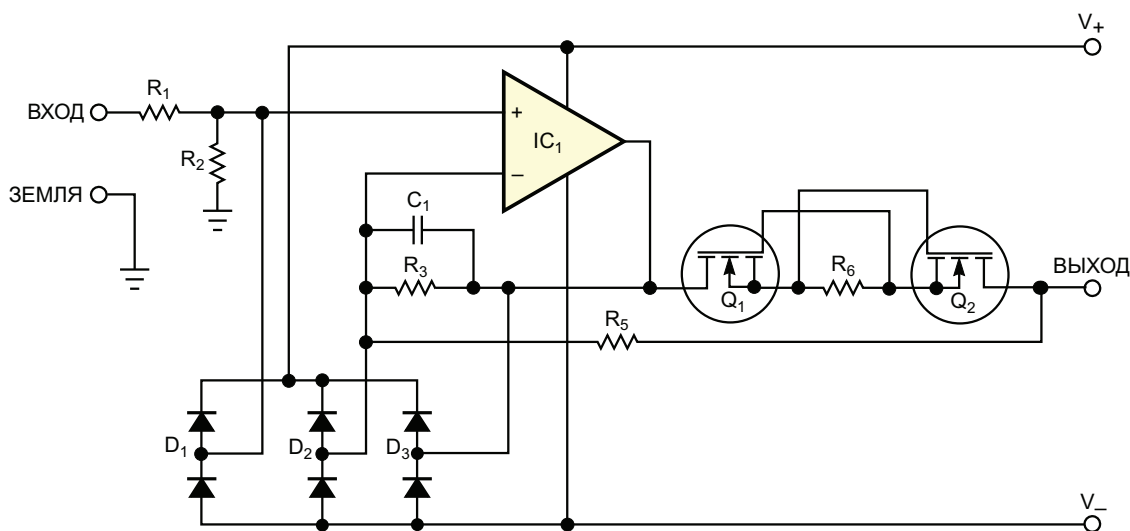 V+
R1
ВХОД
+
IC1
R2
–
ЗЕМЛЯ
C1
R3
R6
ВЫХОД
Q1
Q2
R5
D1
D2
D3
V–